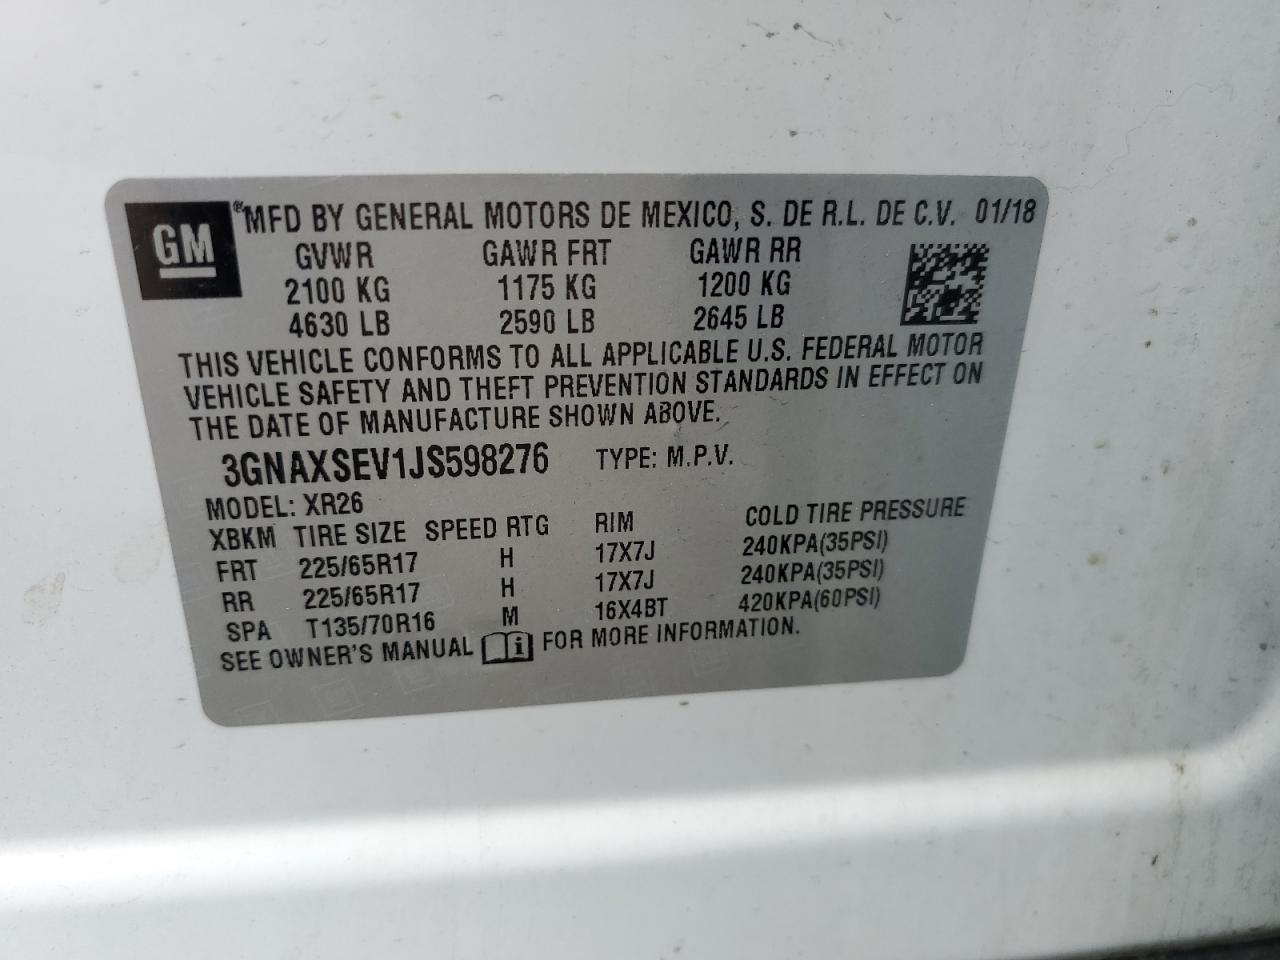 GM
® MFD BY GENERAL MOTORS DE MEXICO, S. DE R.L. DE C.V. 01/18
GVWR GAWR FRT GAWR RR
2100 KG 1175 KG 1200 KG
4630 LB 2590 LB 2645 LB
THIS VEHICLE CONFORMS TO ALL APPLICABLE U.S. FEDERAL MOTOR
VEHICLE SAFETY AND THEFT PREVENTION STANDARDS IN EFFECT ON
THE DATE OF MANUFACTURE SHOWN ABOVE.
3GNAXSEV1JS598276 TYPE: M.P.V.
MODEL: XR26
XBKM TIRE SIZE SPEED RTG RIM COLD TIRE PRESSURE
FRT 225/65R17 H 17X7J 240KPA(35PSI)
RR 225/65R17 H 17X7J 240KPA(35PSI)
SPA T135/70R16 M 16X4BT 420KPA(60PSI)
SEE OWNER'S MANUAL i FOR MORE INFORMATION.